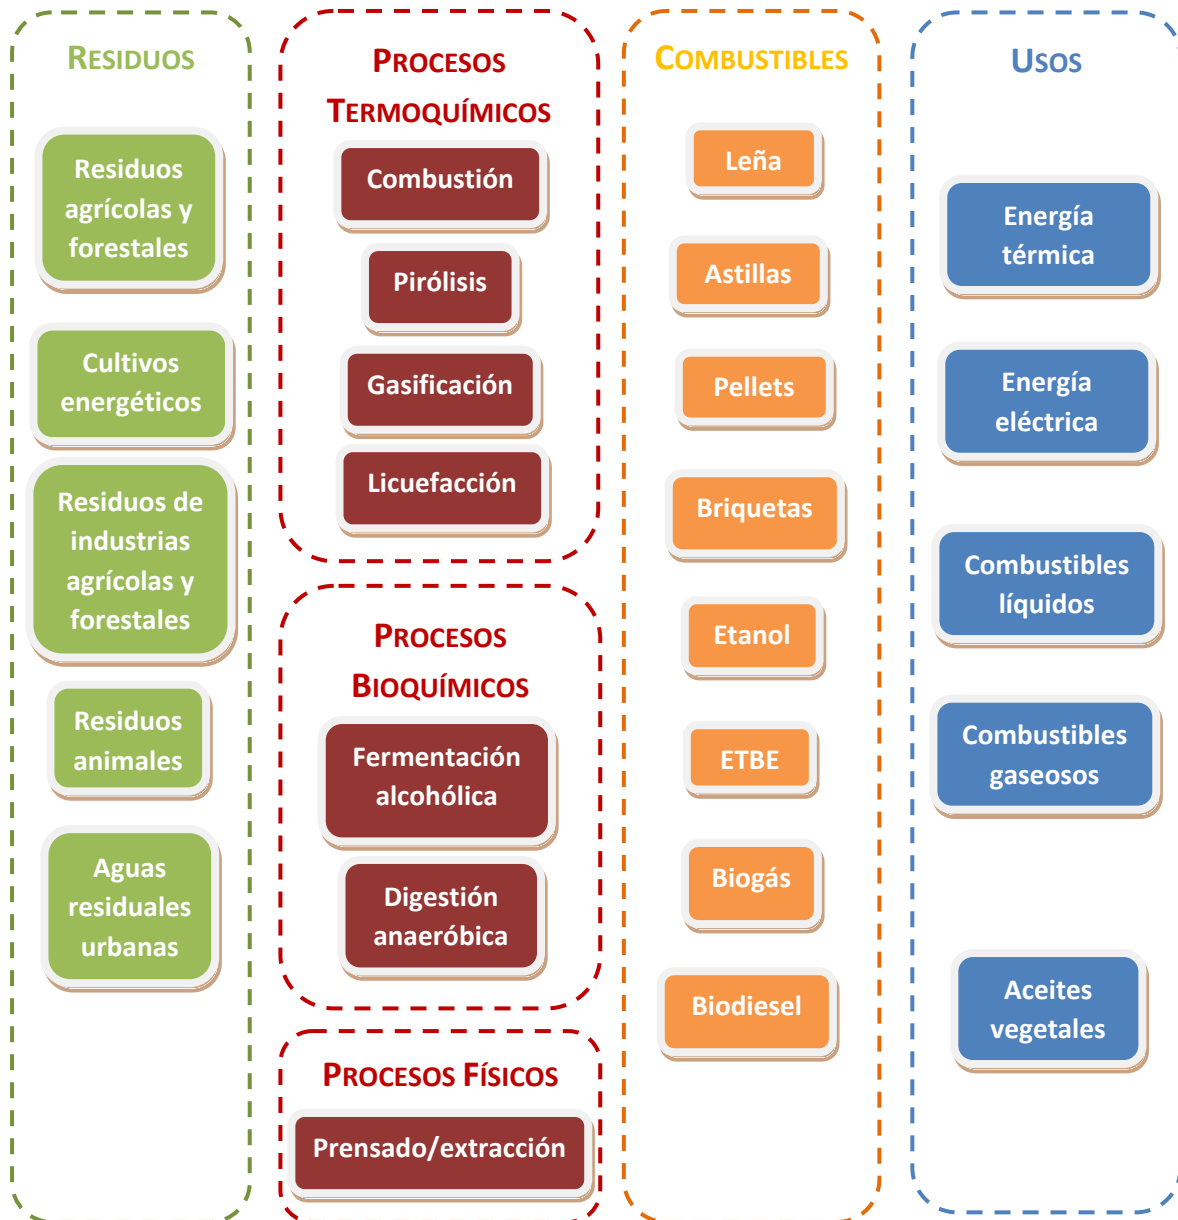 RESIDUOS
Residuos
agrícolas y
forestales
Cultivos
energéticos
Residuos de
industrias
agrícolas y
forestales
Residuos
animales
Aguas
residuales
urbanas
PROCESOS
TERMOQUÍMICOS
Combustión
Pirólisis
Gasificación
Licuefacción
PROCESOS
BIOQUÍMICOS
Fermentación
alcohólica
Digestión
anaeróbica
PROCESOS FÍSICOS
Prensado/extracción
COMBUSTIBLES
Leña
Astillas
Pellets
Briquetas
Etanol
ETBE
Biogás
Biodiesel
USOS
Energía
térmica
Energía
eléctrica
Combustibles
líquidos
Combustibles
gaseosos
Aceites
vegetales